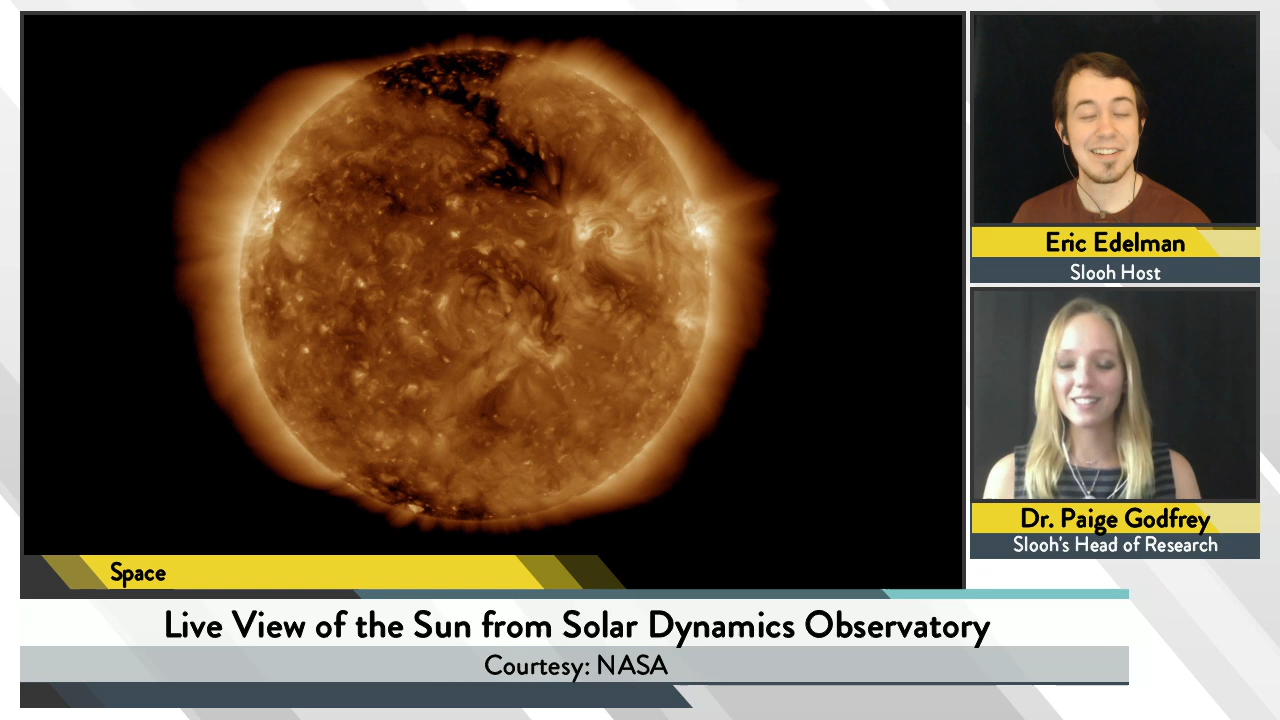 Eric Edelman
Slooh Host
Dr. Paige Godfrey
Slooh's Head of Research
Space
Live View of the Sun from Solar Dynamics Observatory
Courtesy: NASA